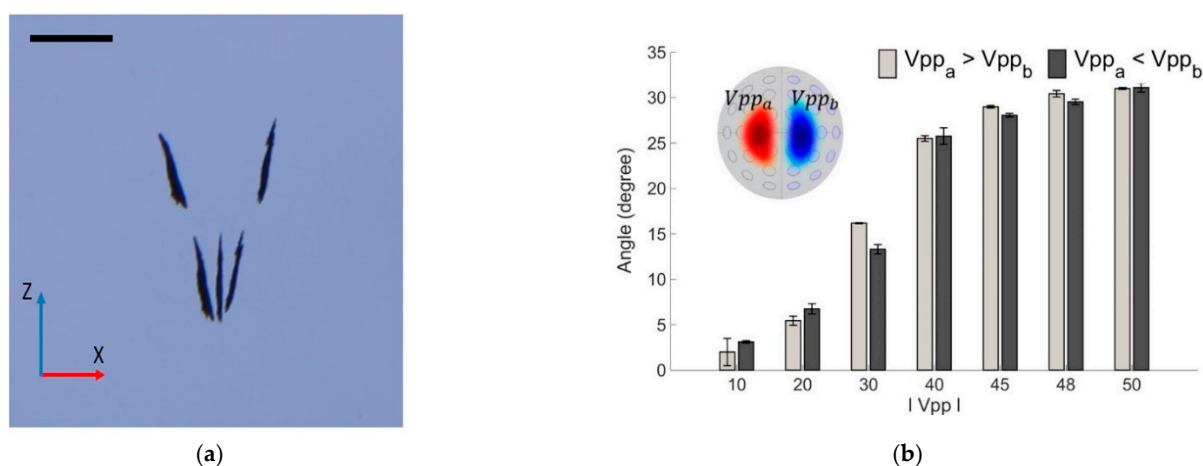 Z
X
(a)
Vpp_a > Vpp_b
Vpp_a < Vpp_b
Vpp_a
Vpp_b
35
30
25
20
15
10
5
0
Angle (degree)
10 20 30 40 45 48 50
I Vpp I
(b)